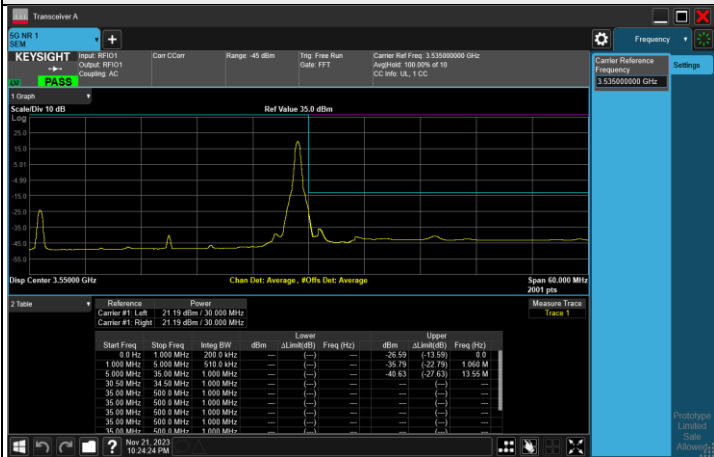 Transceiver A
5G NR 1
SEM
Frequency
KEYSIGHT
PASS
Input: RFIO1
Output: RFIO1
Coupling: AC
Corr CCorr
Range: -45 dBm
Trig: Free Run
Gate: FFT
Carrier Ref Freq: 3.535000000 GHz
Avg|Hold: 100.00% of 10
CC Info: UL, 1 CC
Carrier Reference
Frequency
3.535000000 GHz
Settings
1 Graph
Scale/Div 10 dB
Ref Value 35.0 dBm
Log
25.0
15.0
5.01
-4.99
-15.0
-25.0
-35.0
-45.0
-55.0
Disp Center 3.55000 GHz
Chan Det: Average, #Offs Det: Average
Span 60.000 MHz
2001 pts
2 Table
Reference Power
Carrier #1: Left 21.19 dBm / 30.000 MHz
Carrier #1: Right 21.19 dBm / 30.000 MHz
Measure Trace
Trace 1
Lower Upper
Start Freq Stop Freq Integ BW dBm ΔLimit(dB) Freq (Hz) dBm ΔLimit(dB) Freq (Hz)
0.0 Hz 1.000 MHz 200.0 kHz --- (---) --- -26.59 (-13.59) 0.0
1.000 MHz 5.000 MHz 510.0 kHz --- (---) --- -35.79 (-22.79) 1.060 M
5.000 MHz 35.00 MHz 1.000 MHz --- (---) --- -40.63 (-27.63) 13.55 M
30.50 MHz 34.50 MHz 1.000 MHz --- (---) --- --- (---) ---
35.00 MHz 500.0 MHz 1.000 MHz --- (---) --- --- (---) ---
35.00 MHz 500.0 MHz 1.000 MHz --- (---) --- --- (---) ---
35.00 MHz 500.0 MHz 1.000 MHz --- (---) --- --- (---) ---
35.00 MHz 500.0 MHz 1.000 MHz --- (---) --- --- (---) ---
35.00 MHz 500.0 MHz 1.000 MHz --- (---) --- --- (---) ---
Nov 21, 2023
10:24:24 PM
Prototype
Limited
Sale
Allowed